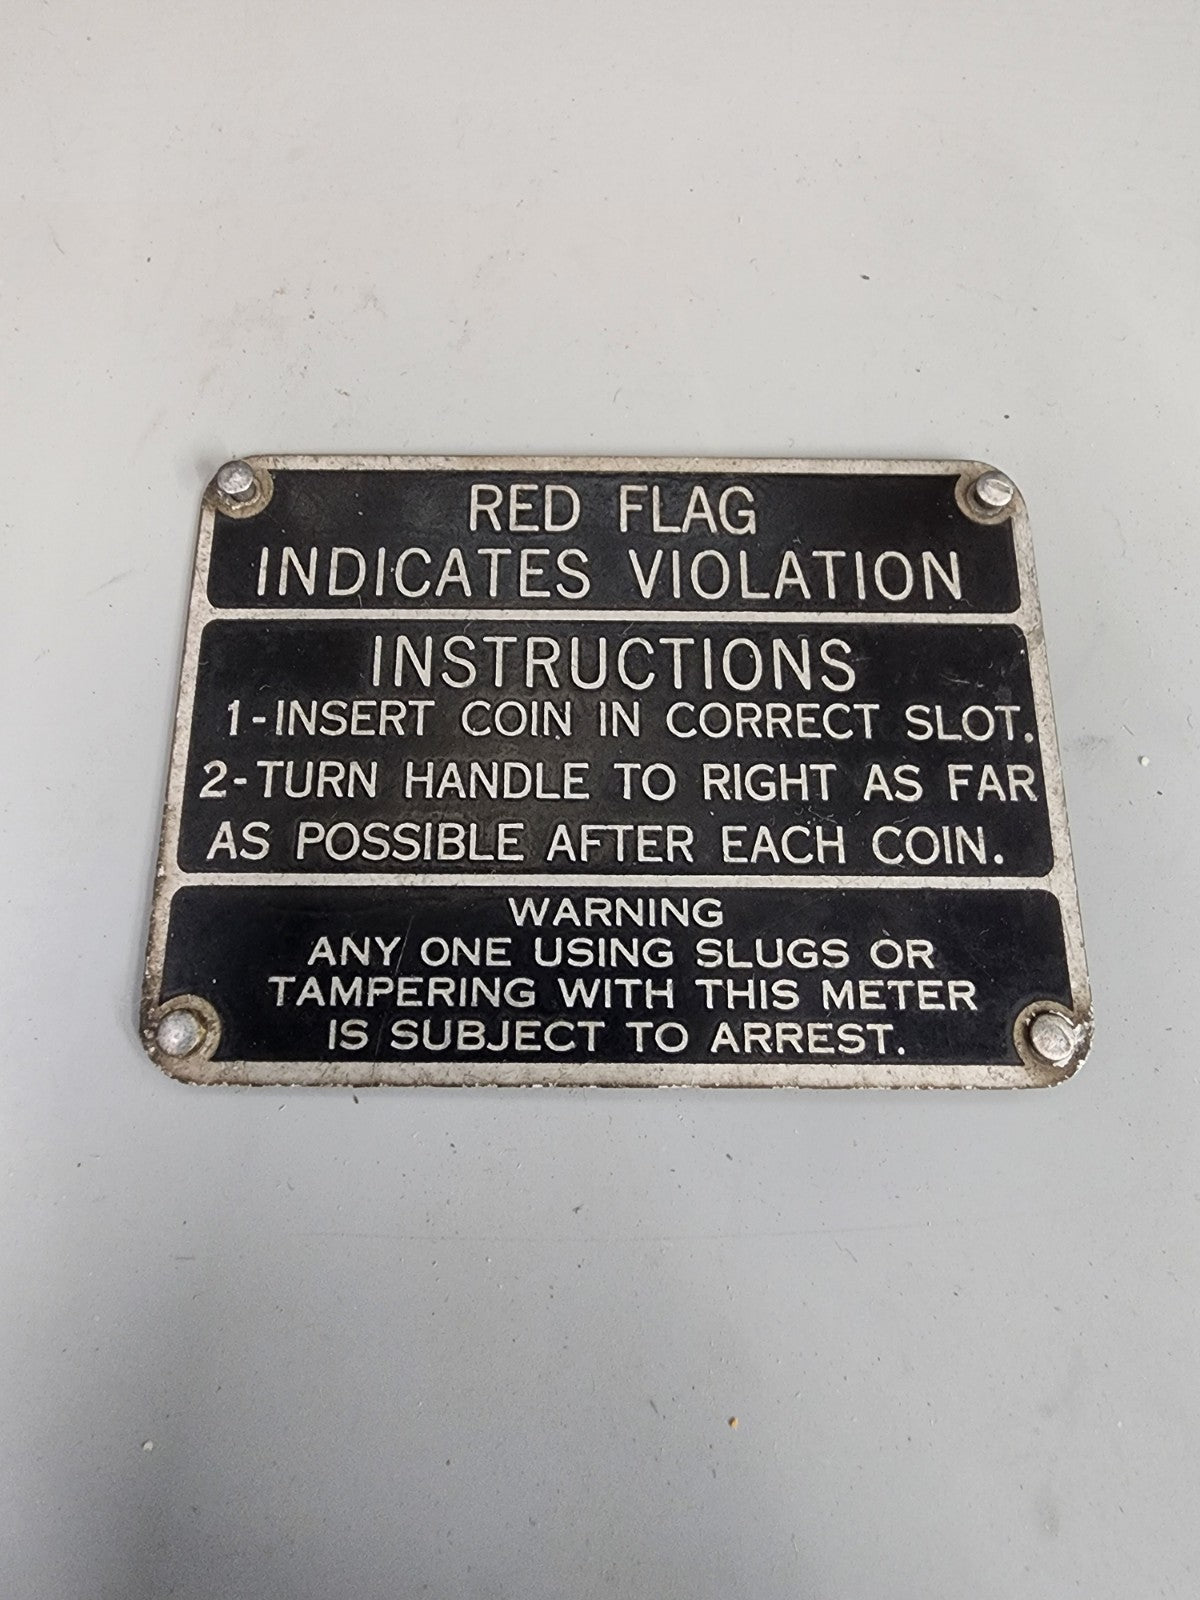 RED FLAG
INDICATES VIOLATION
INSTRUCTIONS
1-INSERT COIN IN CORRECT SLOT.
2-TURN HANDLE TO RIGHT AS FAR
AS POSSIBLE AFTER EACH COIN.
WARNING
ANY ONE USING SLUGS OR
TAMPERING WITH THIS METER
IS SUBJECT TO ARREST.